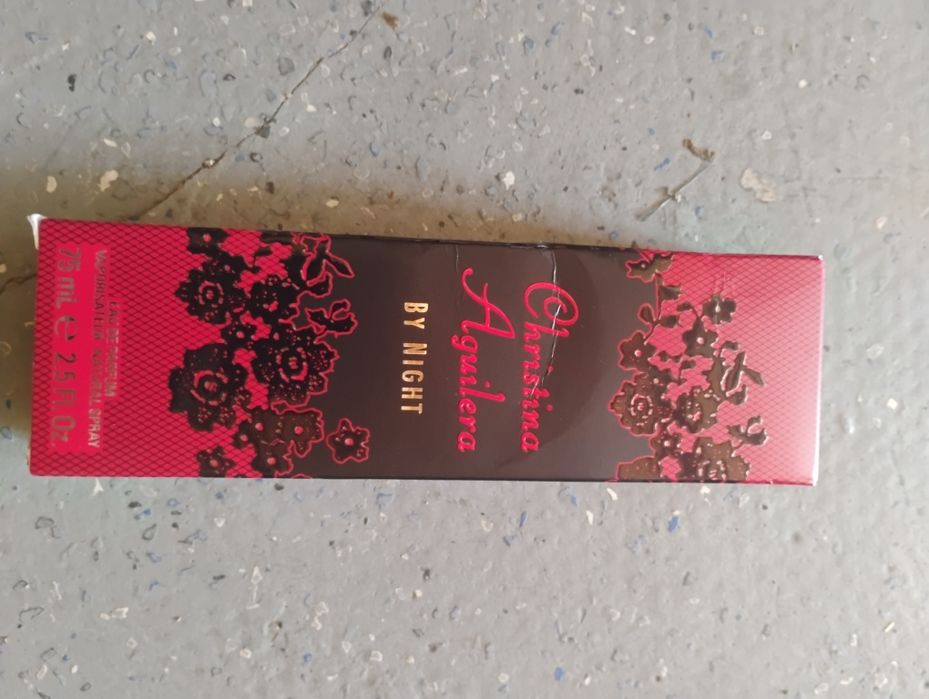 Christina
Aguilera
BY NIGHT
EAU DE PARFUM
VAPORISATEUR NATURAL SPRAY
75 ml e 2.5 Fl Oz